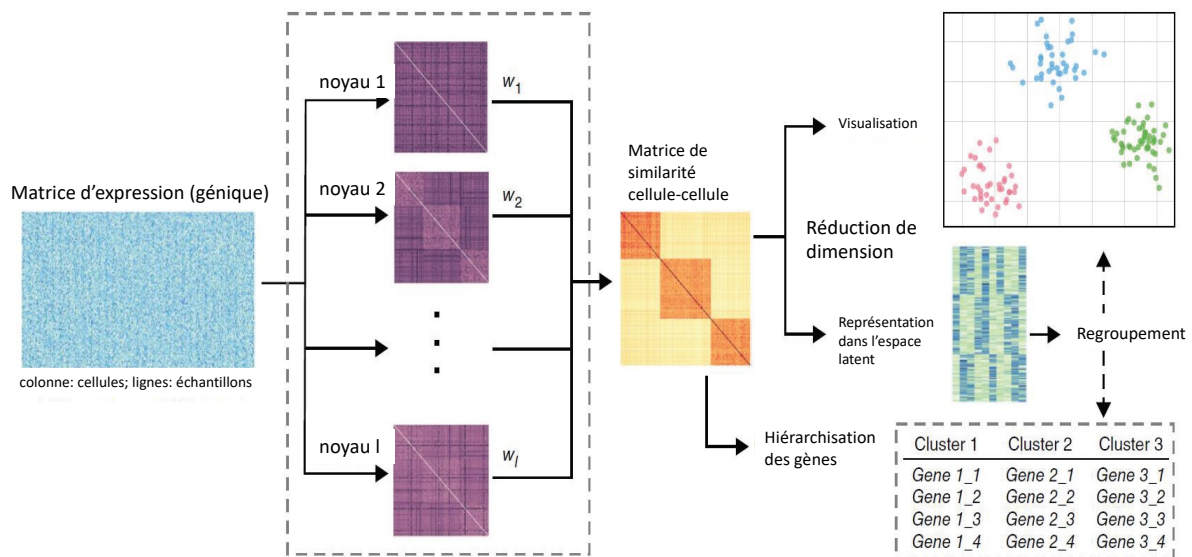 Matrice d'expression (génique)
colonne: cellules; lignes: échantillons
noyau 1
w1
noyau 2
w2
noyau l
wl
Matrice de
similarité
cellule-cellule
Visualisation
Réduction de
dimension
Représentation
dans l'espace
latent
Regroupement
Hiérarchisation
des gènes
Cluster 1 Cluster 2 Cluster 3
Gene 1_1 Gene 2_1 Gene 3_1
Gene 1_2 Gene 2_2 Gene 3_2
Gene 1_3 Gene 2_3 Gene 3_3
Gene 1_4 Gene 2_4 Gene 3_4